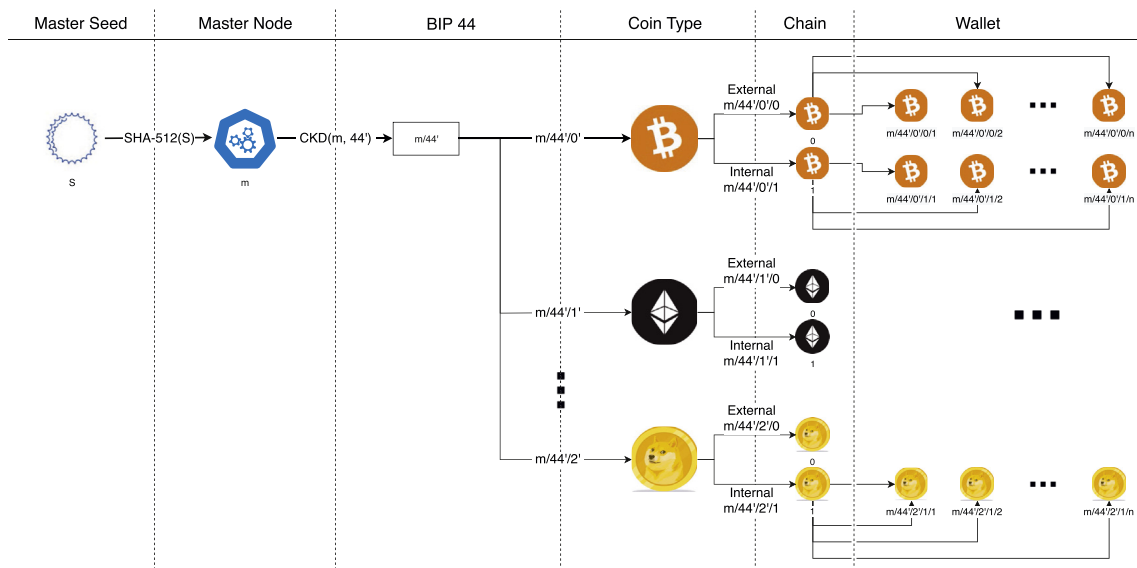 Master Seed
Master Node
BIP 44
Coin Type
Chain
Wallet
S
SHA-512(S)
m
CKD(m, 44')
m/44'
m/44'/0'
External
m/44'/0'/0
0
m/44'/0'/0/1
m/44'/0'/0/2
m/44'/0'/0/n
Internal
m/44'/0'/1
1
m/44'/0'/1/1
m/44'/0'/1/2
m/44'/0'/1/n
m/44'/1'
External
m/44'/1'/0
0
Internal
m/44'/1'/1
1
m/44'/2'
External
m/44'/2'/0
0
Internal
m/44'/2'/1
1
m/44'/2'/1/1
m/44'/2'/1/2
m/44'/2'/1/n